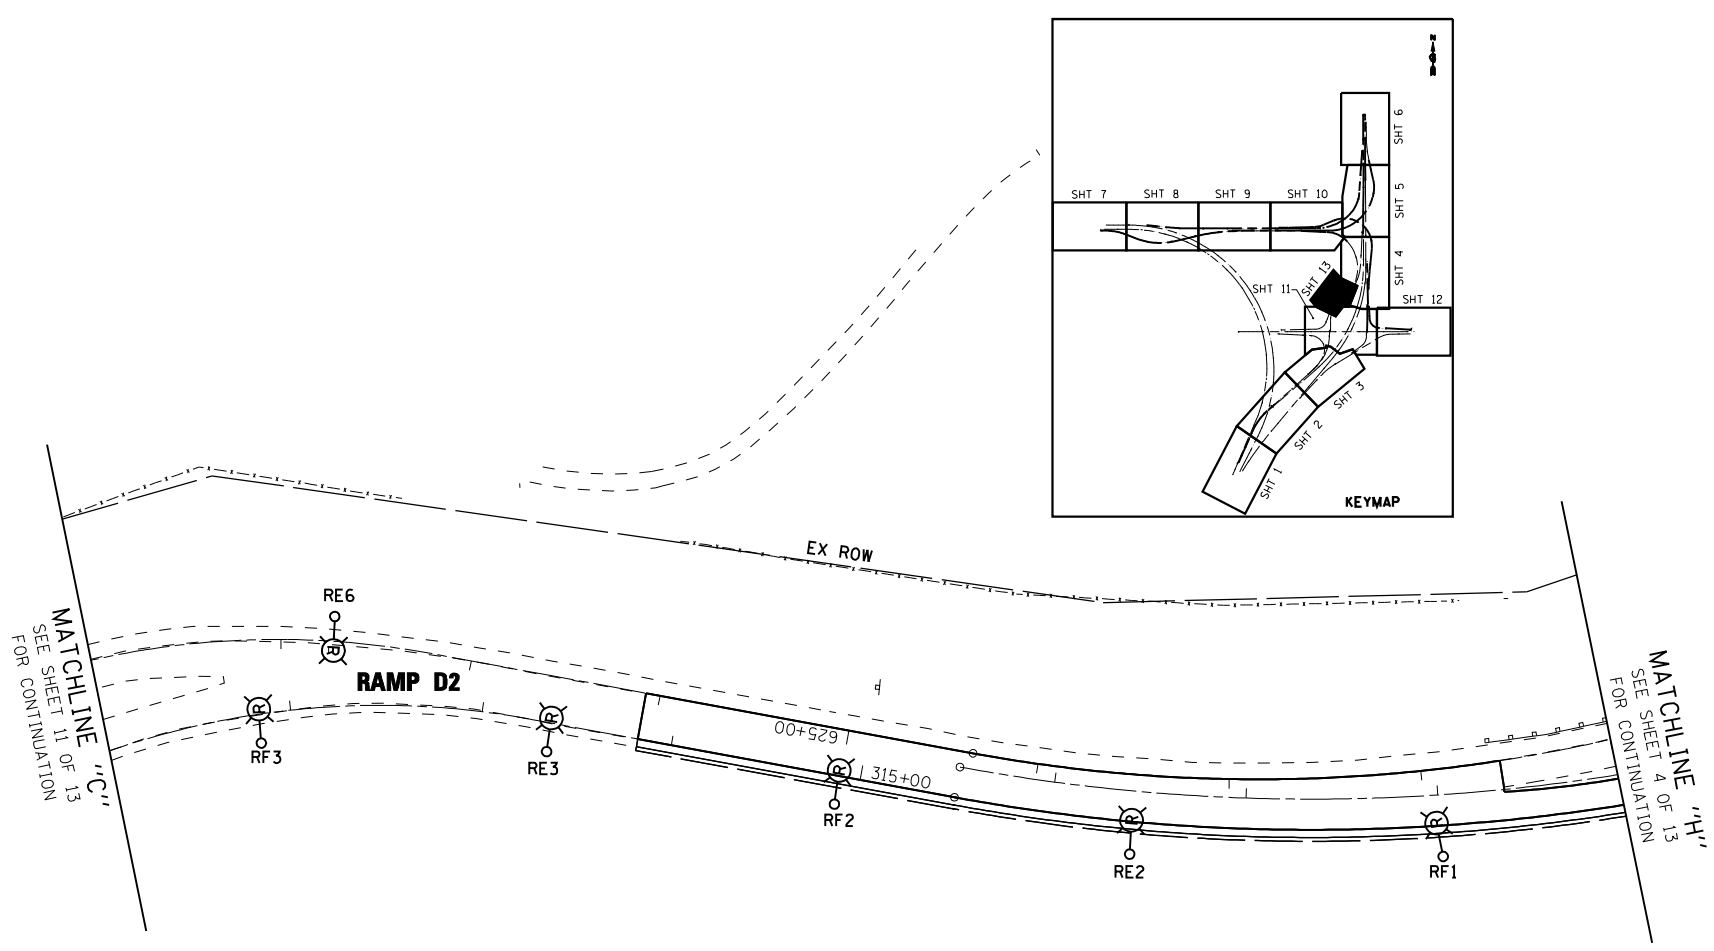 N
SHT 6
SHT 5
SHT 4
SHT 7
SHT 8
SHT 9
SHT 10
SHT 13
SHT 11
SHT 12
SHT 3
SHT 2
SHT 1
KEYMAP
EX ROW
MATCHLINE "C"
SEE SHEET 11 OF 13
FOR CONTINUATION
RE6
R
RAMP D2
R
RF3
R
RE3
625+00
R
315+00
RF2
R
RE2
R
RF1
MATCHLINE "H"
SEE SHEET 4 OF 13
FOR CONTINUATION